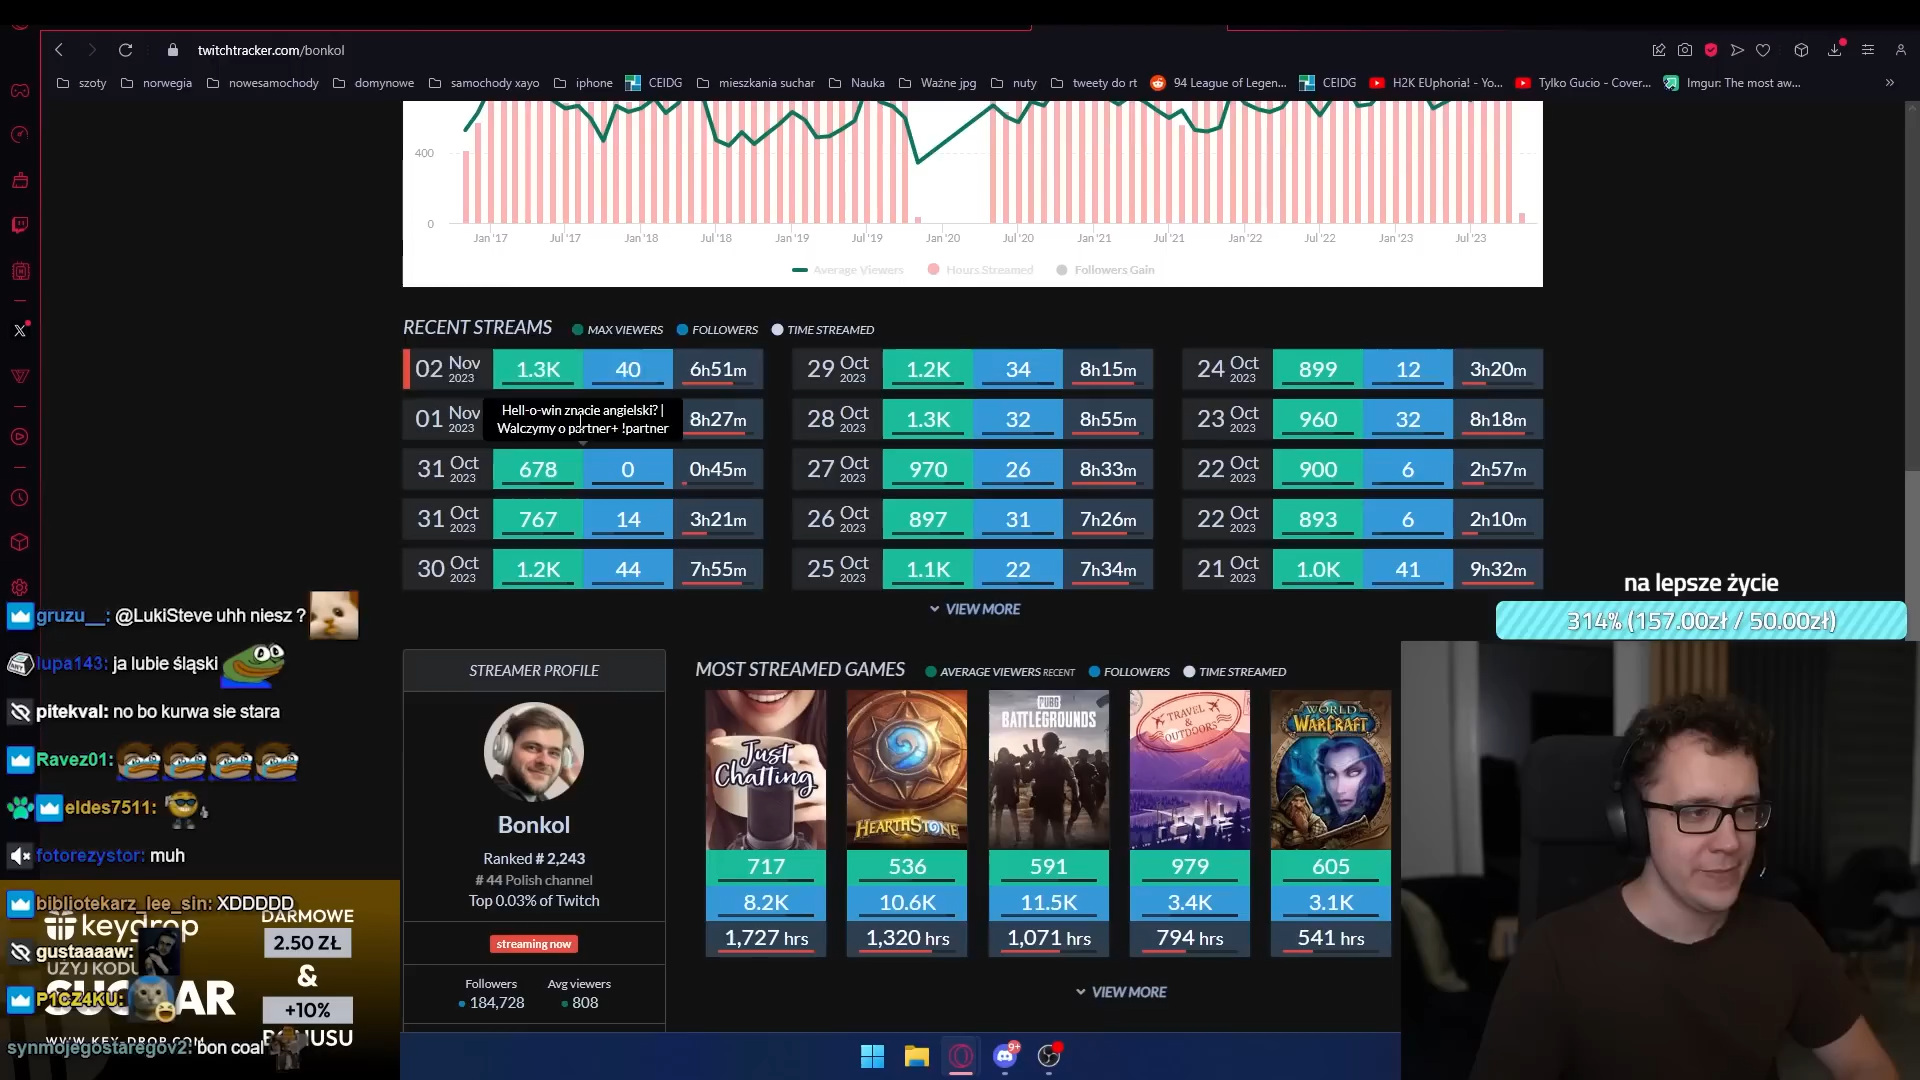 twitchtracker.com/bonkol
szoty
norwegia
nowesamochody
domynowe
samochody xayo
iphone
CEIDG
mieszkania suchar
Nauka
Ważne jpg
nuty
tweety do rt
94 League of Legen...
CEIDG
H2K EUphoria! - Yo...
Tylko Gucio - Cover...
Imgur: The most aw...
400
0
Jan '17
Jul '17
Jan '18
Jul '18
Jan '19
Jul '19
Jan '20
Jul '20
Jan '21
Jul '21
Jan '22
Jul '22
Jan '23
Jul '23
Average Viewers
Hours Streamed
Followers Gain
RECENT STREAMS
MAX VIEWERS
FOLLOWERS
TIME STREAMED
02 Nov 2023 1.3K 40 6h51m
29 Oct 2023 1.2K 34 8h15m
24 Oct 2023 899 12 3h20m
01 Nov 2023 8h27m
Hell-o-win znacie angielski? |
Walczymy o partner+ !partner
28 Oct 2023 1.3K 32 8h55m
23 Oct 2023 960 32 8h18m
31 Oct 2023 678 0 0h45m
27 Oct 2023 970 26 8h33m
22 Oct 2023 900 6 2h57m
31 Oct 2023 767 14 3h21m
26 Oct 2023 897 31 7h26m
22 Oct 2023 893 6 2h10m
30 Oct 2023 1.2K 44 7h55m
25 Oct 2023 1.1K 22 7h34m
21 Oct 2023 1.0K 41 9h32m
VIEW MORE
na lepsze życie
314% (157.00zł / 50.00zł)
STREAMER PROFILE
Bonkol
Ranked # 2,243
# 44 Polish channel
Top 0.03% of Twitch
streaming now
Followers
184,728
Avg viewers
808
MOST STREAMED GAMES
AVERAGE VIEWERS RECENT
FOLLOWERS
TIME STREAMED
Just Chatting
717
8.2K
1,727 hrs
HEARTHSTONE
536
10.6K
1,320 hrs
PUBG
BATTLEGROUNDS
591
11.5K
1,071 hrs
TRAVEL & OUTDOORS
979
3.4K
794 hrs
WORLD OF WARCRAFT
605
3.1K
541 hrs
VIEW MORE
9+
gruzu__: @LukiSteve uhh niesz ?
lupa143: ja lubie śląski
pitekval: no bo kurwa sie stara
Ravez01:
eldes7511:
fotorezystor: muh
bibliotekarz_lee_sin: XDDDDD
gustaaaaw:
P1CZ4KU:
synmojegostaregov2: bon coal
keydrop
UŻYJ KODU
WWW.KEY-DROP.COM
DARMOWE
2.50 ZŁ
&
+10%